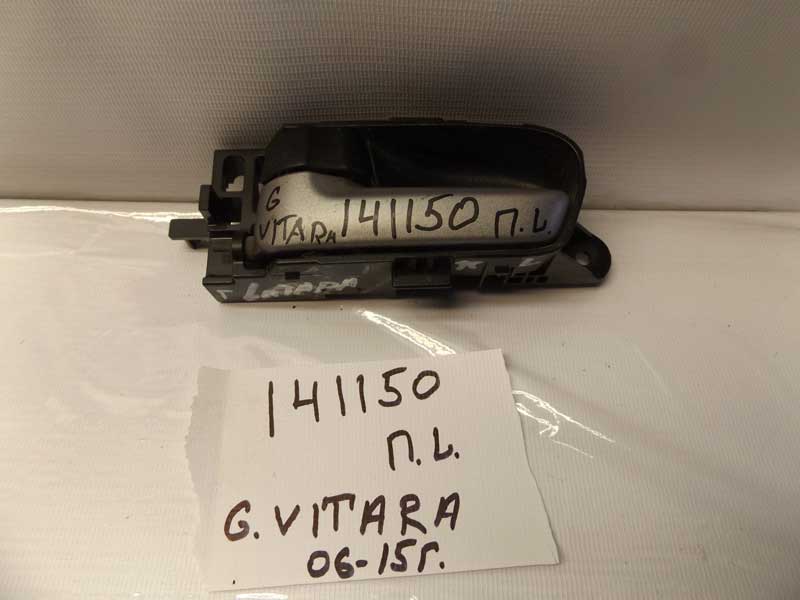 G
VITARA 141150 П.L.
L
141150
П.L.
G.VITARA
06-15г.